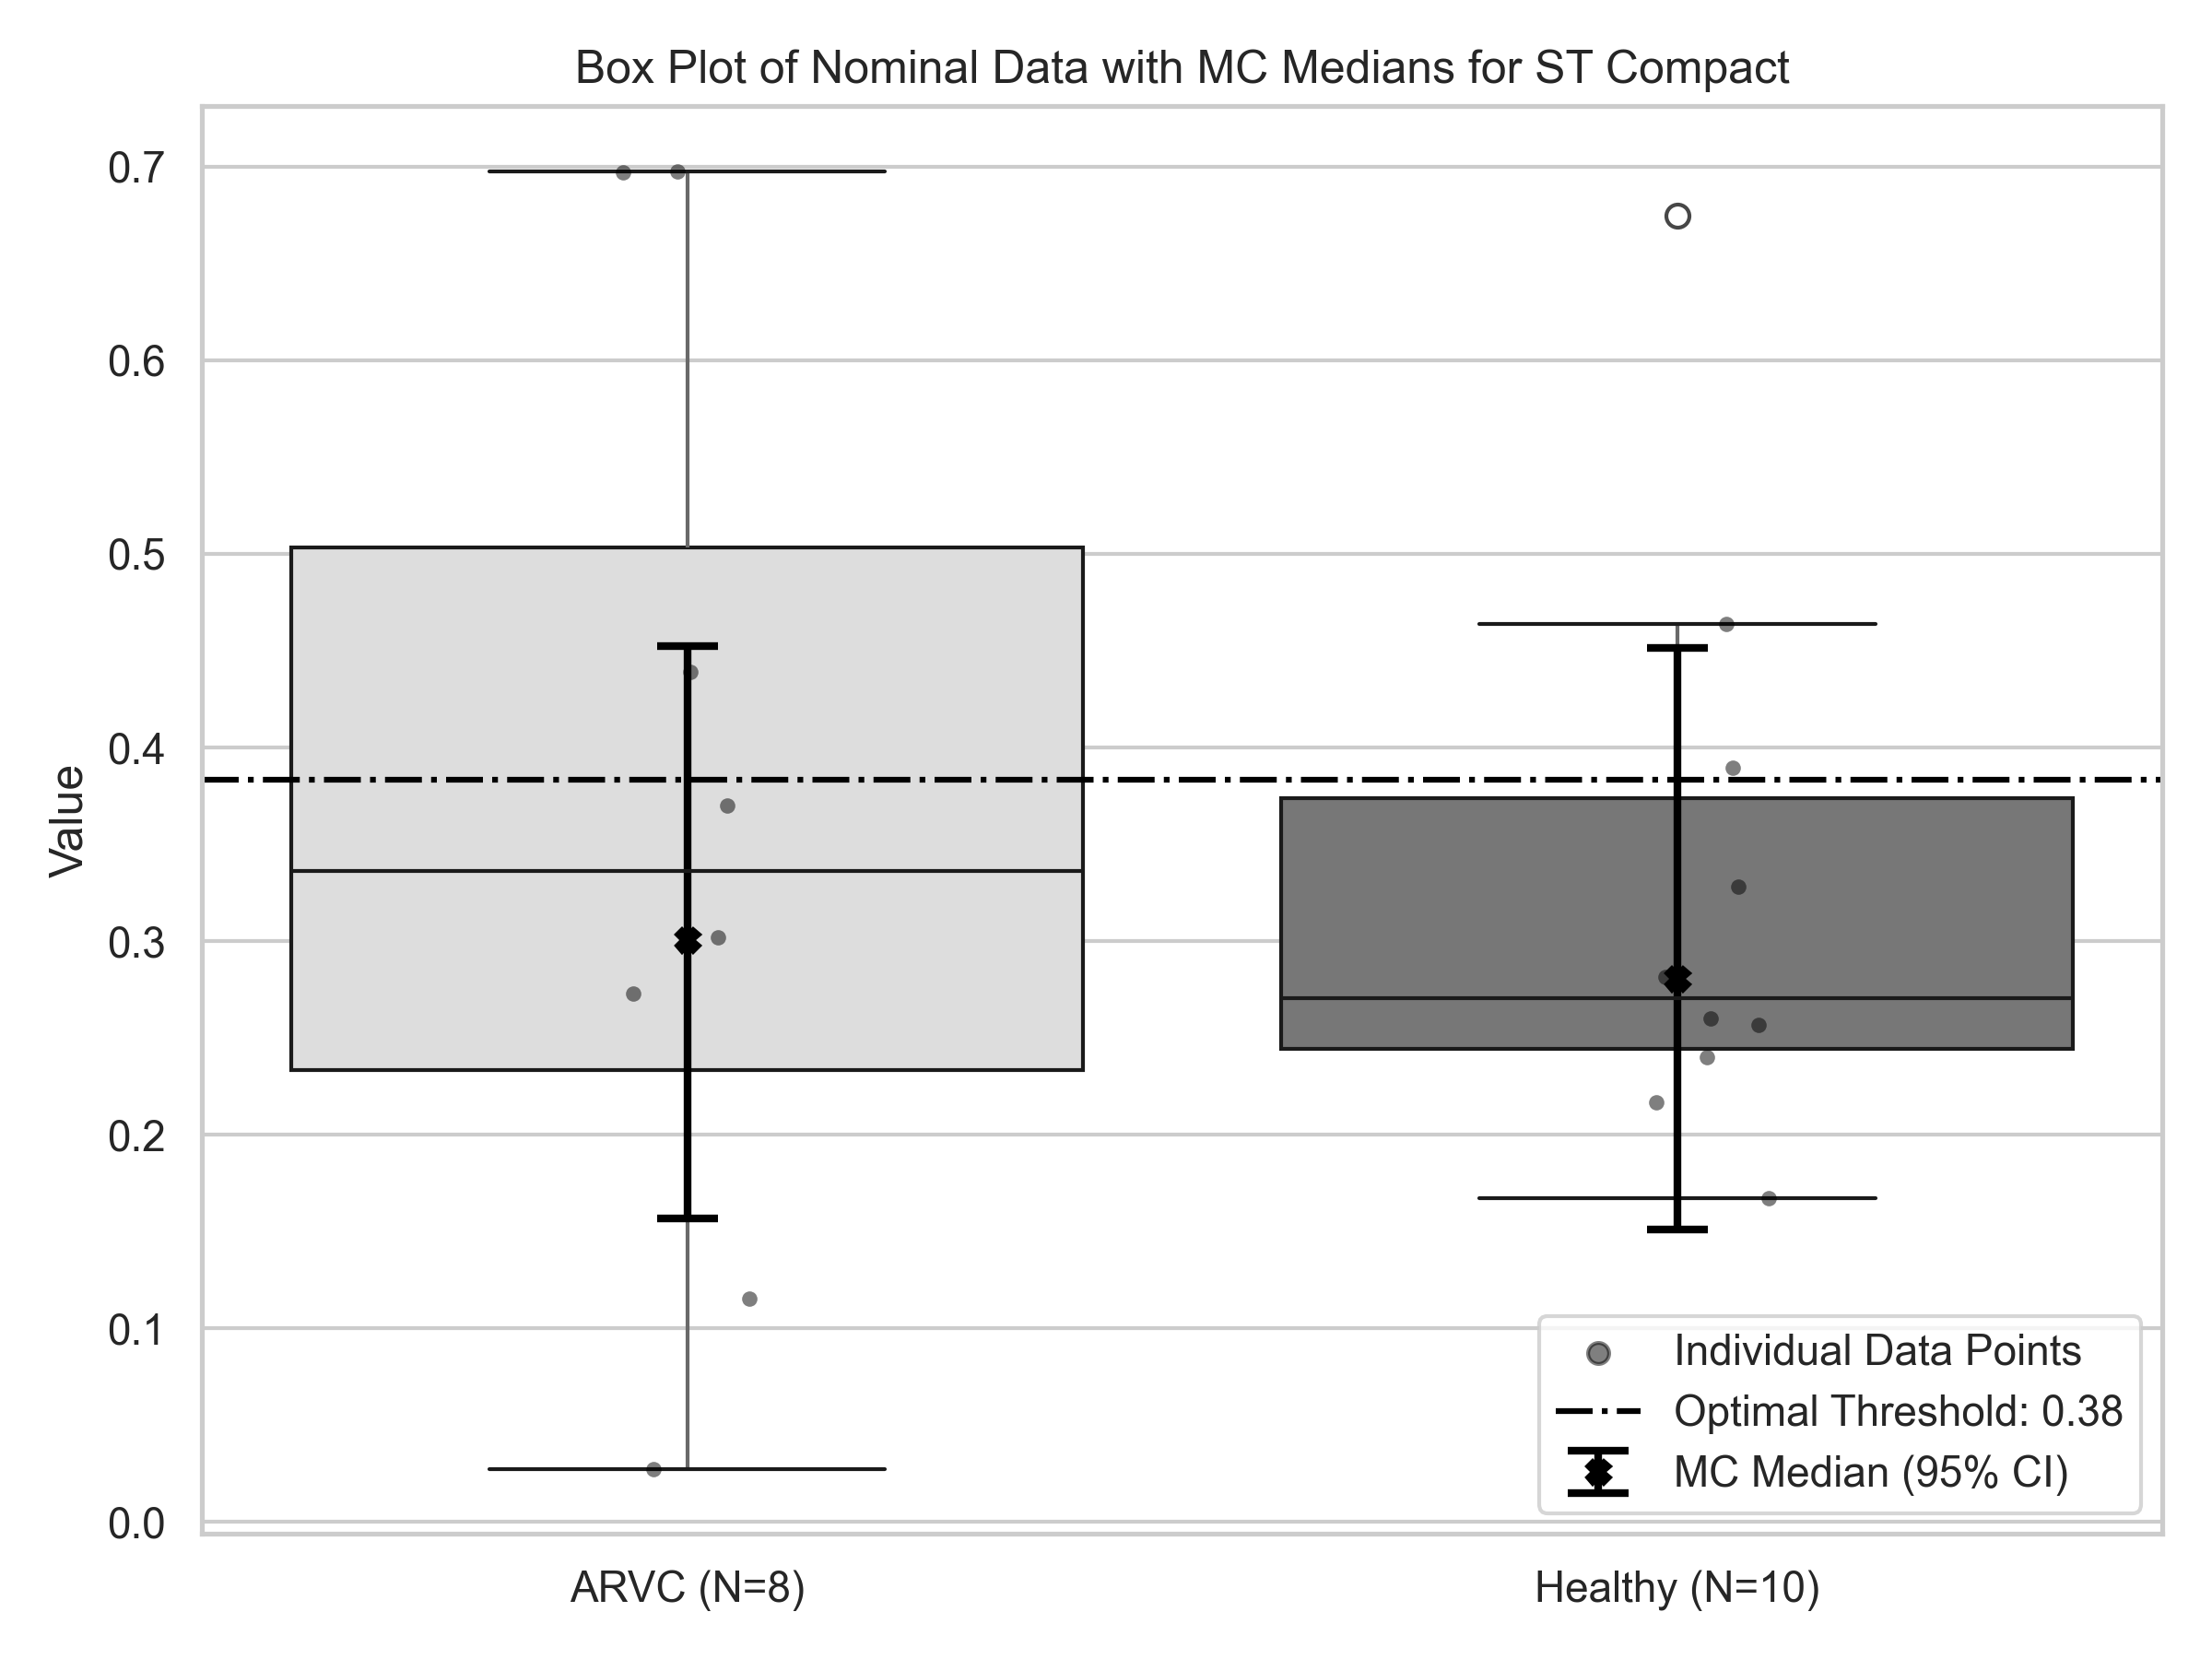 Box Plot of Nominal Data with MC Medians for ST Compact
Value
0.7
0.6
0.5
0.4
0.3
0.2
0.1
0.0
ARVC (N=8)
Healthy (N=10)
Individual Data Points
Optimal Threshold: 0.38
MC Median (95% CI)